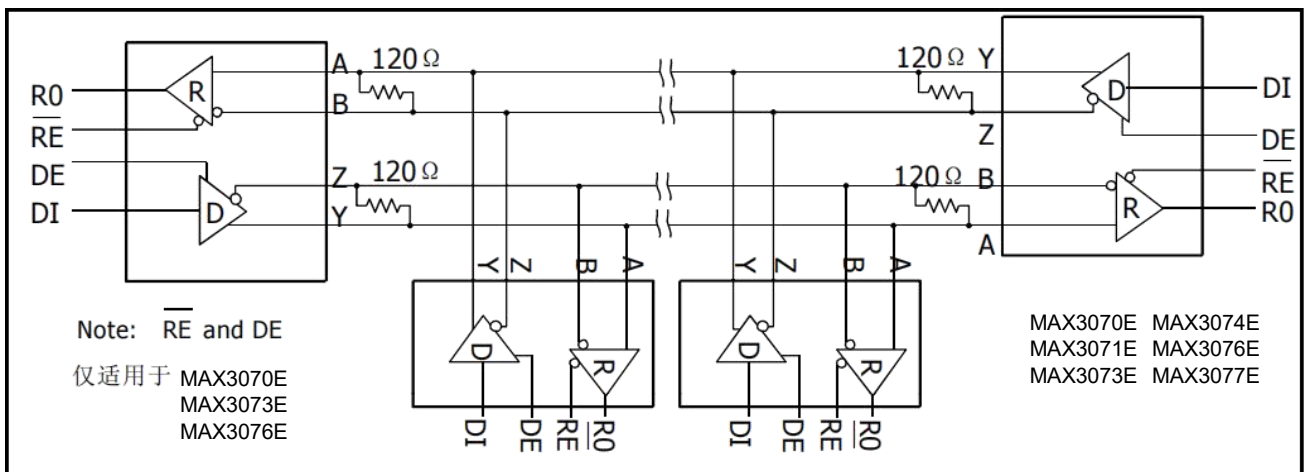 A 120Ω
B
R0
R
RE
DE
DI
D
Z 120Ω
Y
120Ω Y
Z
D
DI
DE
120Ω B
A
R
RE
R0
Y Z B A
D R
DI DE RE R0
Y Z B A
D R
DI DE RE R0
Note: RE and DE
仅适用于 MAX3070E
MAX3073E
MAX3076E
MAX3070E MAX3074E
MAX3071E MAX3076E
MAX3073E MAX3077E